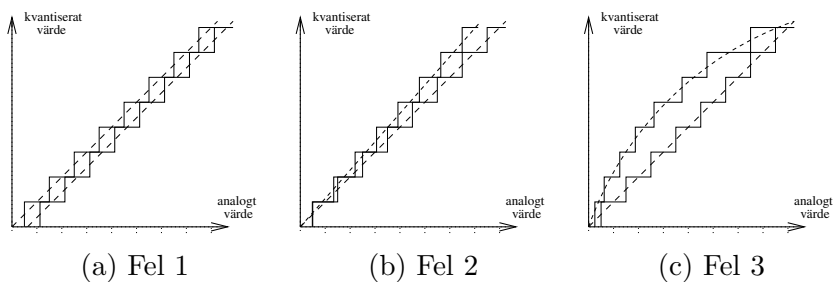 kvantiserat
värde
analogt
värde
(a) Fel 1
kvantiserat
värde
analogt
värde
(b) Fel 2
kvantiserat
värde
analogt
värde
(c) Fel 3